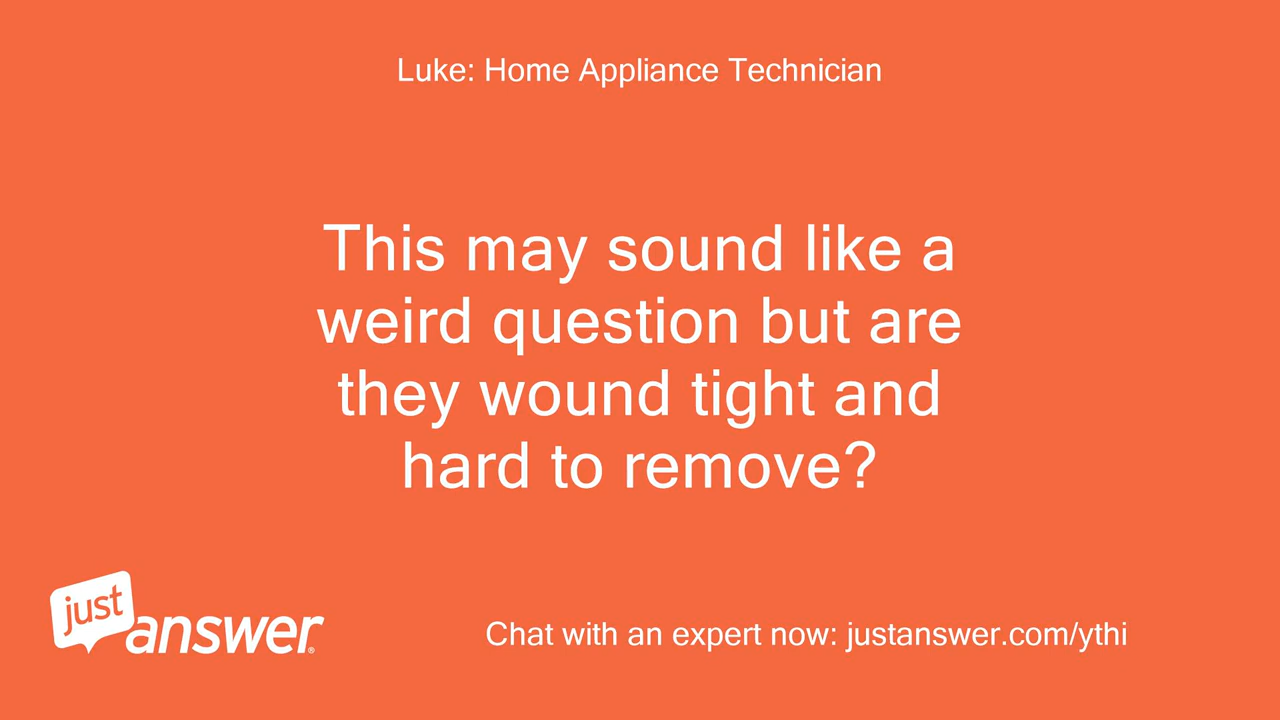 Luke: Home Appliance Technician
This may sound like a
weird question but are
they wound tight and
hard to remove?
just
answer®
Chat with an expert now: justanswer.com/ythi